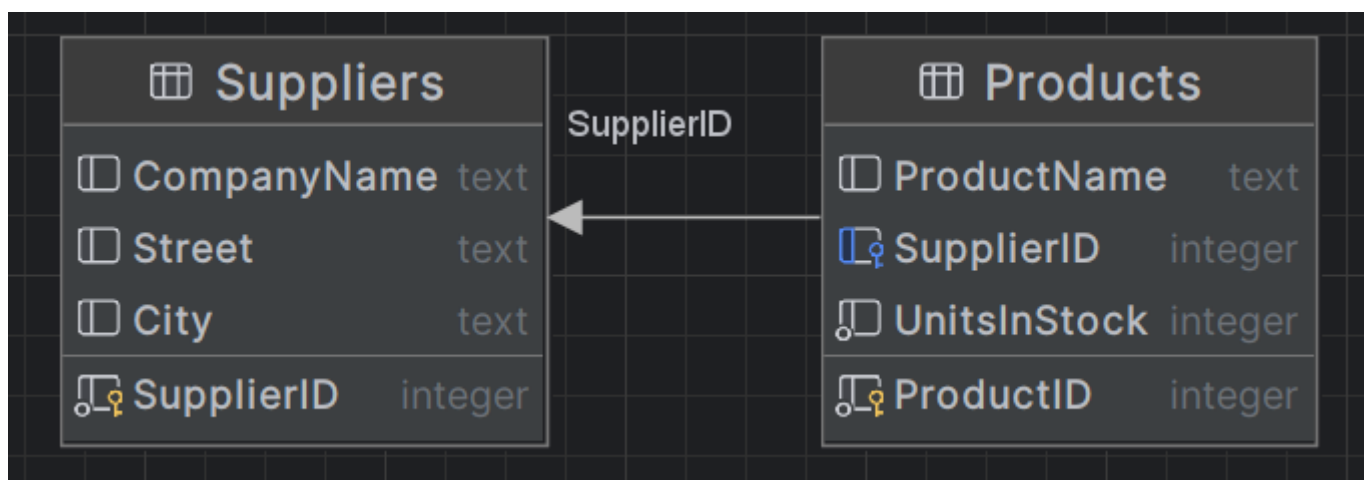 Suppliers
CompanyName text
Street text
City text
SupplierID integer
SupplierID
Products
ProductName text
SupplierID integer
UnitsInStock integer
ProductID integer